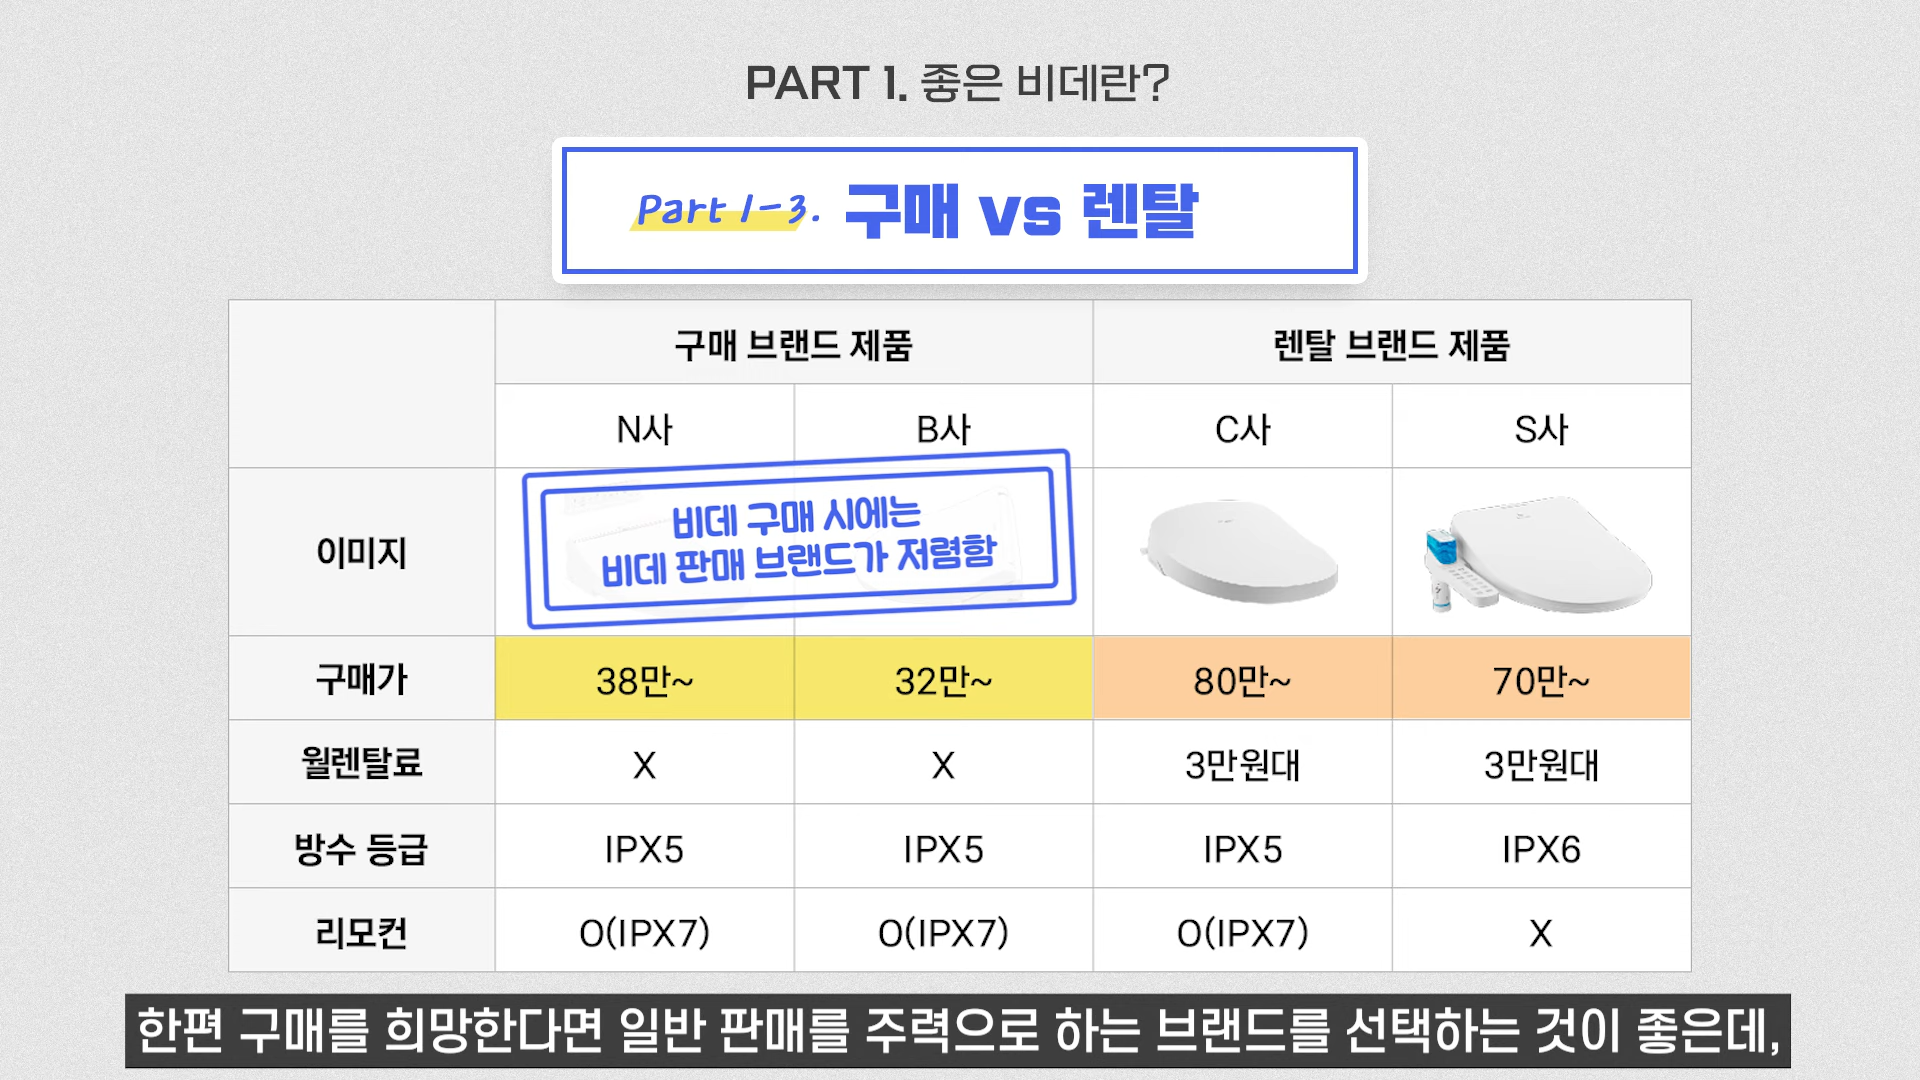 PART 1. 좋은 비데란?
Part 1-3. 구매 vs 렌탈
구매 브랜드 제품 렌탈 브랜드 제품
N사 B사 C사 S사
이미지
비데 구매 시에는
비데 판매 브랜드가 저렴함
구매가 38만~ 32만~ 80만~ 70만~
월렌탈료 X X 3만원대 3만원대
방수 등급 IPX5 IPX5 IPX5 IPX6
리모컨 O(IPX7) O(IPX7) O(IPX7) X
한편 구매를 희망한다면 일반 판매를 주력으로 하는 브랜드를 선택하는 것이 좋은데,